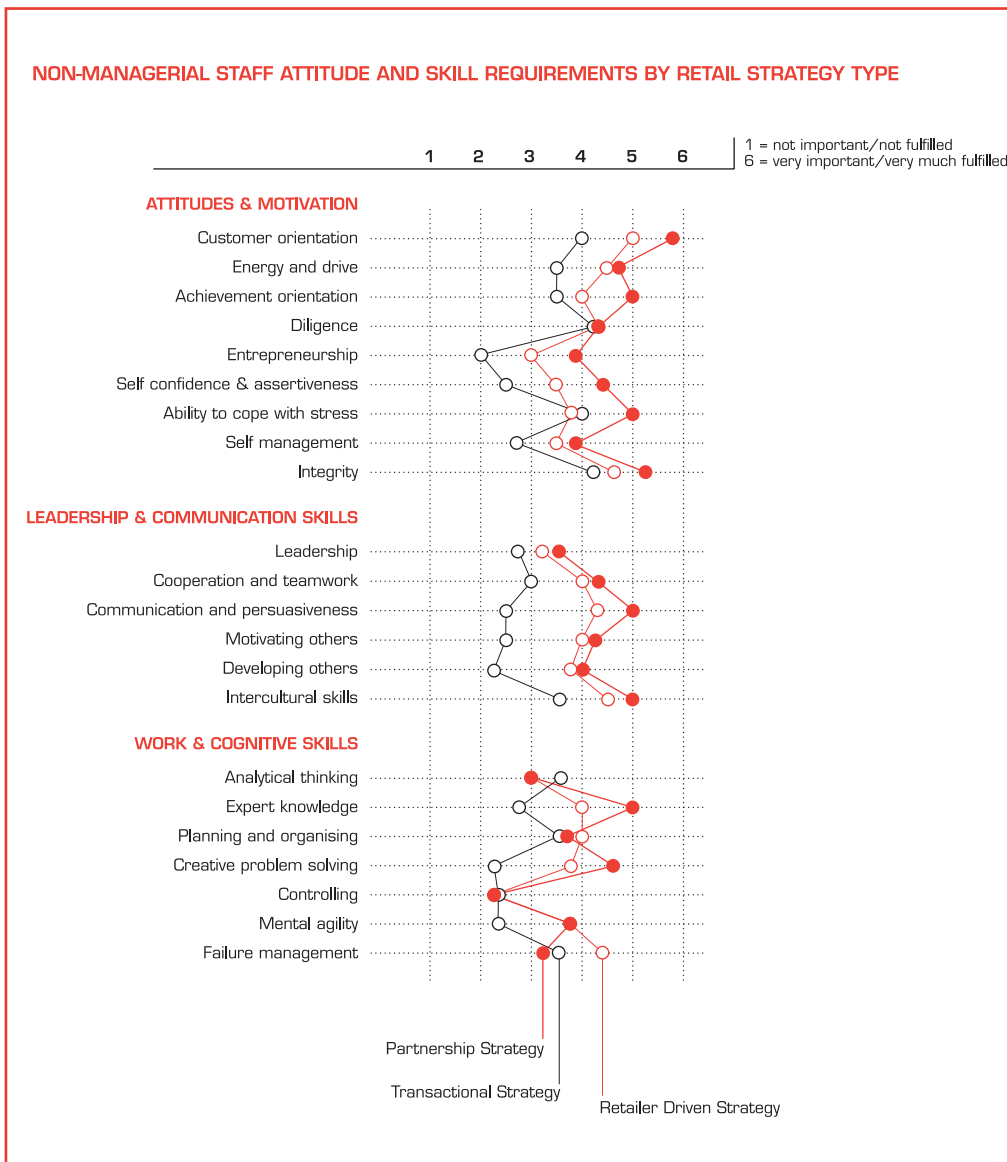 NON-MANAGERIAL STAFF ATTITUDE AND SKILL REQUIREMENTS BY RETAIL STRATEGY TYPE
1 2 3 4 5 6
1 = not important/not fulfilled
6 = very important/very much fulfilled
ATTITUDES & MOTIVATION
Customer orientation
Energy and drive
Achievement orientation
Diligence
Entrepreneurship
Self confidence & assertiveness
Ability to cope with stress
Self management
Integrity
LEADERSHIP & COMMUNICATION SKILLS
Leadership
Cooperation and teamwork
Communication and persuasiveness
Motivating others
Developing others
Intercultural skills
WORK & COGNITIVE SKILLS
Analytical thinking
Expert knowledge
Planning and organising
Creative problem solving
Controlling
Mental agility
Failure management
Partnership Strategy
Transactional Strategy
Retailer Driven Strategy